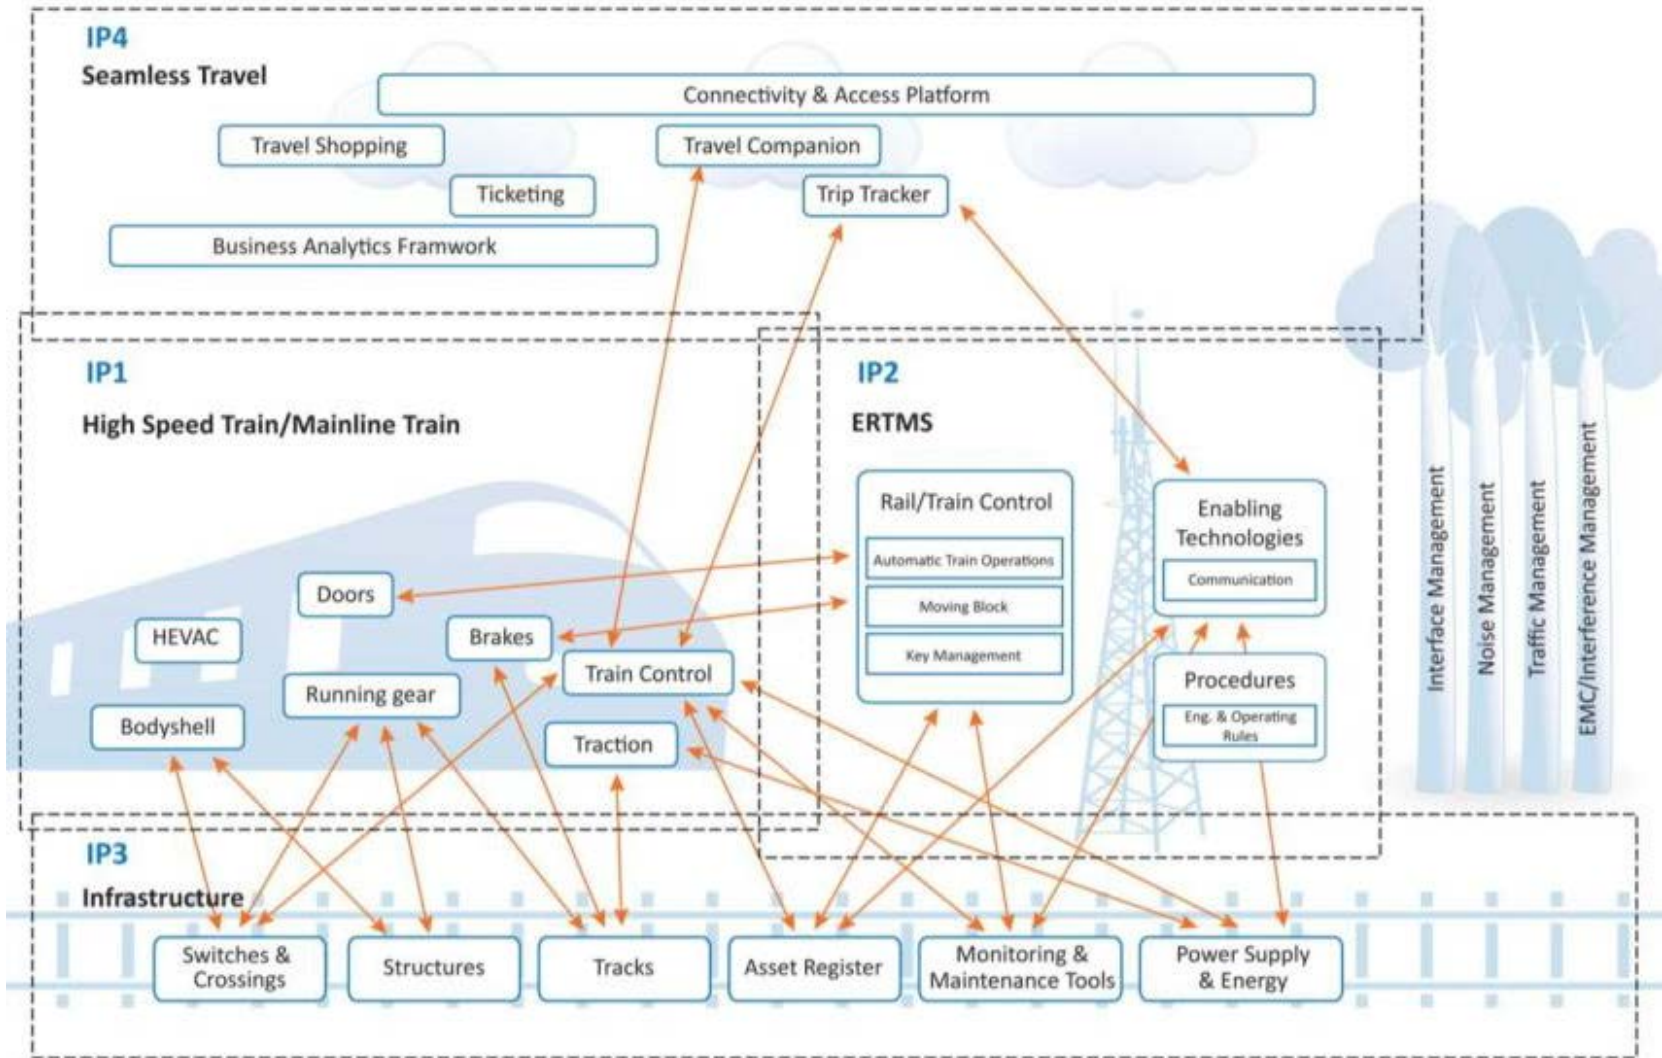 IP4
Seamless Travel
Connectivity & Access Platform
Travel Shopping
Travel Companion
Ticketing
Trip Tracker
Business Analytics Framwork
IP1
High Speed Train/Mainline Train
IP2
ERTMS
Rail/Train Control
Automatic Train Operations
Moving Block
Key Management
Enabling
Technologies
Communication
Procedures
Eng. & Operating
Rules
Doors
HEVAC
Brakes
Train Control
Running gear
Bodyshell
Traction
Interface Management
Noise Management
Traffic Management
EMC/Interference Management
IP3
Infrastructure
Switches &
Crossings
Structures
Tracks
Asset Register
Monitoring &
Maintenance Tools
Power Supply
& Energy